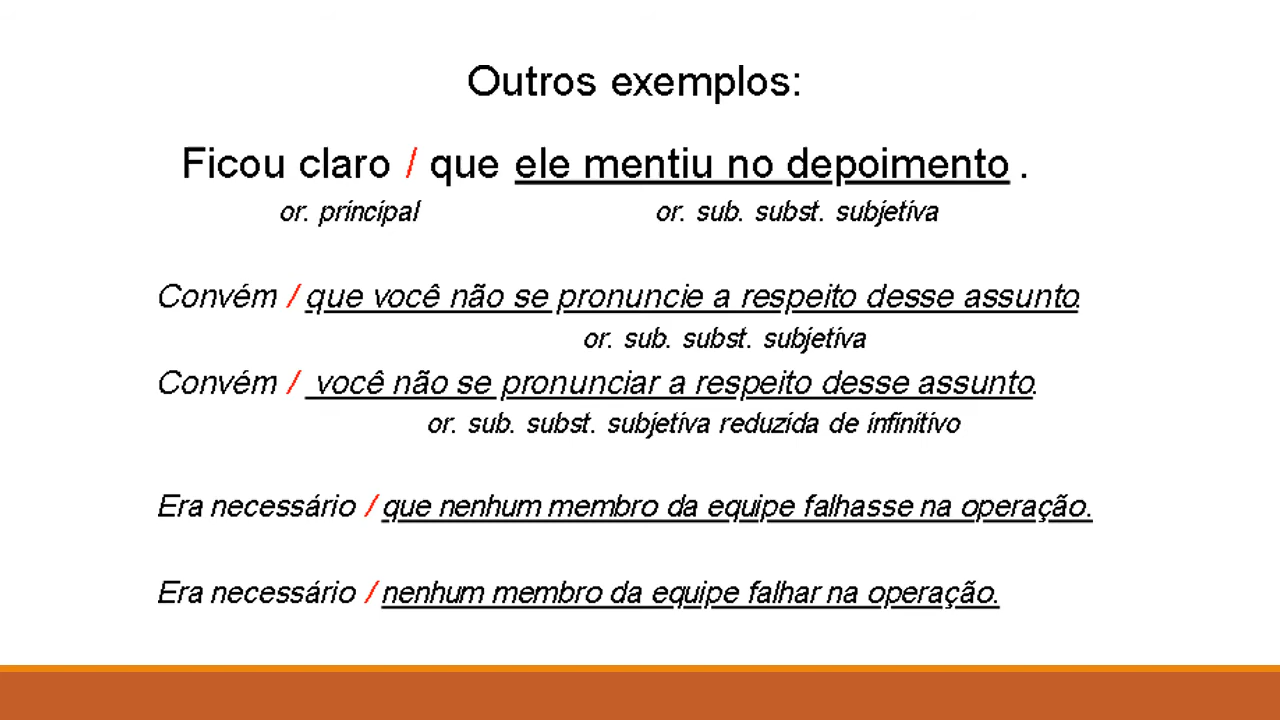 Outros exemplos:
Ficou claro / que ele mentiu no depoimento .
or. principal or. sub. subst. subjetiva
Convém / que você não se pronuncie a respeito desse assunto.
or. sub. subst. subjetiva
Convém / você não se pronunciar a respeito desse assunto.
or. sub. subst. subjetiva reduzida de infinitivo
Era necessário / que nenhum membro da equipe falhasse na operação.
Era necessário / nenhum membro da equipe falhar na operação.